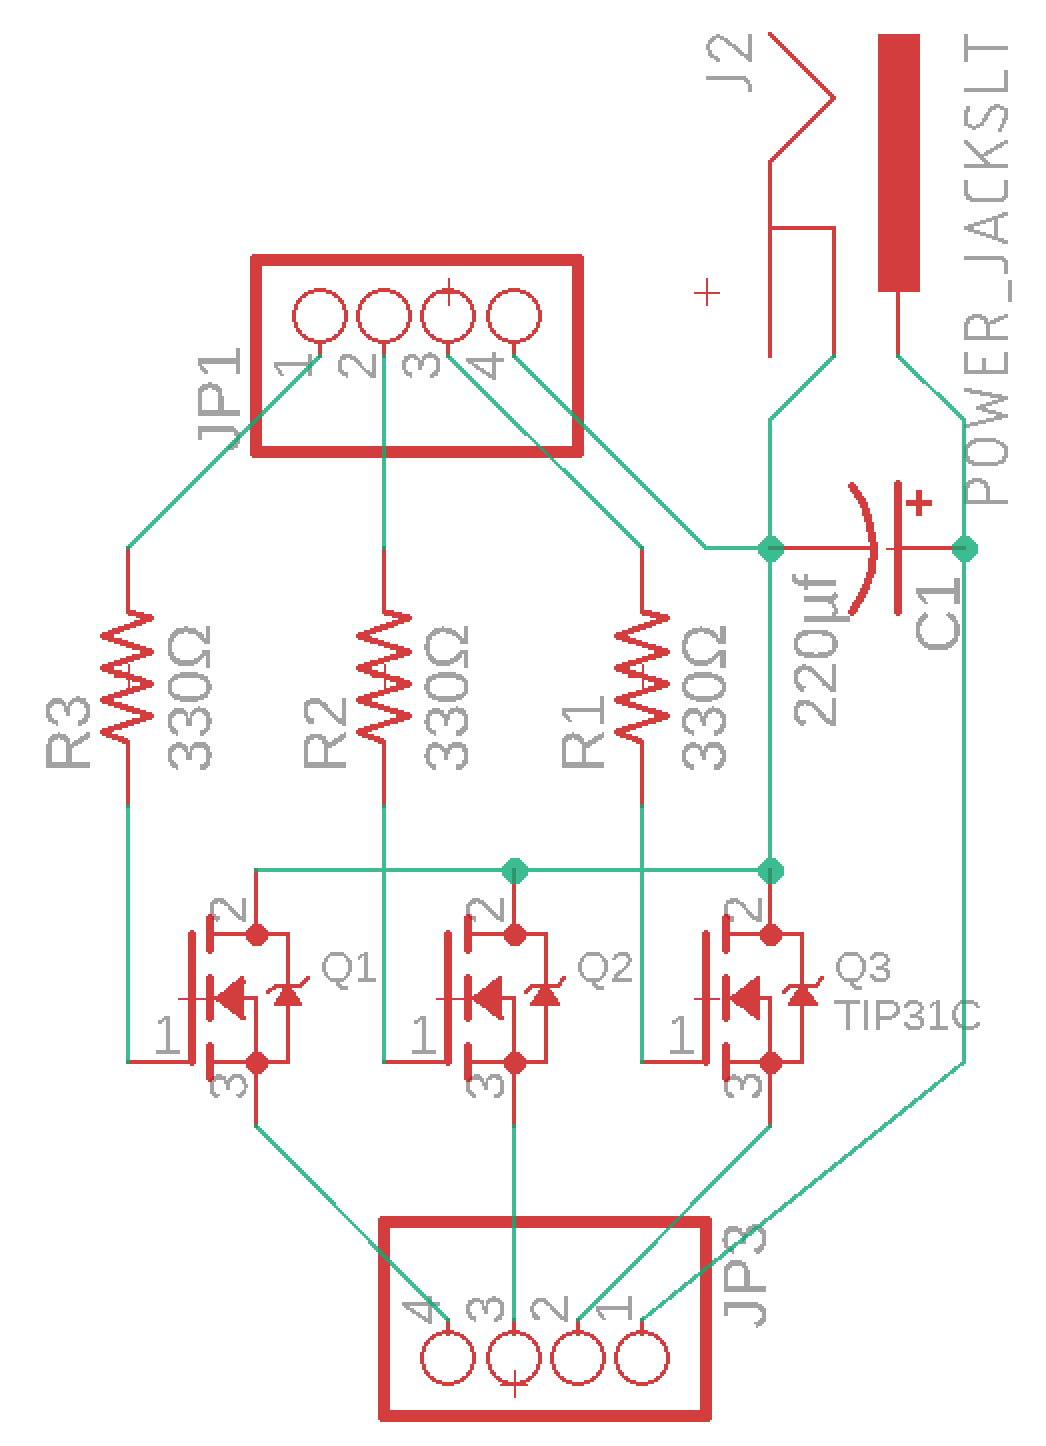 J2
POWER_JACKSLT
JP1
1
2
3
4
+
220µf
C1
R3
330Ω
R2
330Ω
R1
330Ω
2
2
2
Q1
Q2
Q3
TIP31C
1
1
1
3
3
3
JP3
4
3
2
1